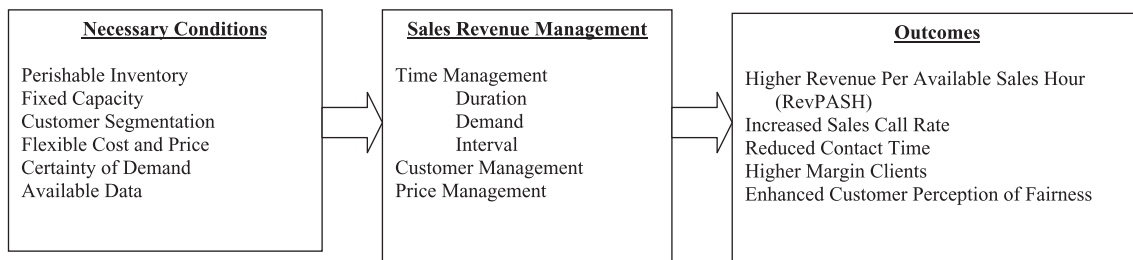 Necessary Conditions
Perishable Inventory
Fixed Capacity
Customer Segmentation
Flexible Cost and Price
Certainty of Demand
Available Data
Sales Revenue Management
Time Management
Duration
Demand
Interval
Customer Management
Price Management
Outcomes
Higher Revenue Per Available Sales Hour
(RevPASH)
Increased Sales Call Rate
Reduced Contact Time
Higher Margin Clients
Enhanced Customer Perception of Fairness